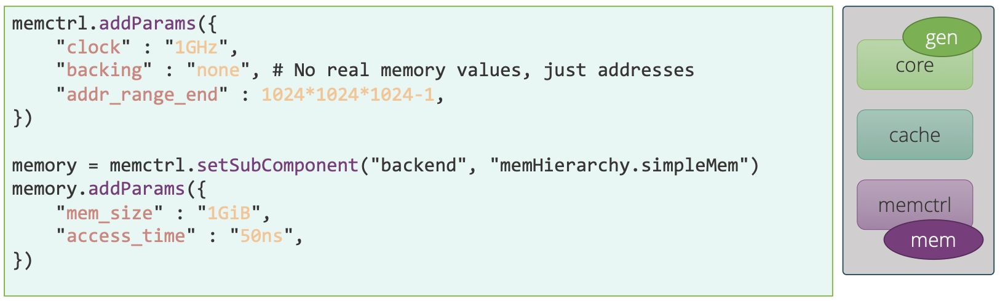 memctrl.addParams({
    "clock" : "1GHz",
    "backing" : "none", # No real memory values, just addresses
    "addr_range_end" : 1024*1024*1024-1,
})

memory = memctrl.setSubComponent("backend", "memHierarchy.simpleMem")
memory.addParams({
    "mem_size" : "1GiB",
    "access_time" : "50ns",
})
gen
core
cache
memctrl
mem